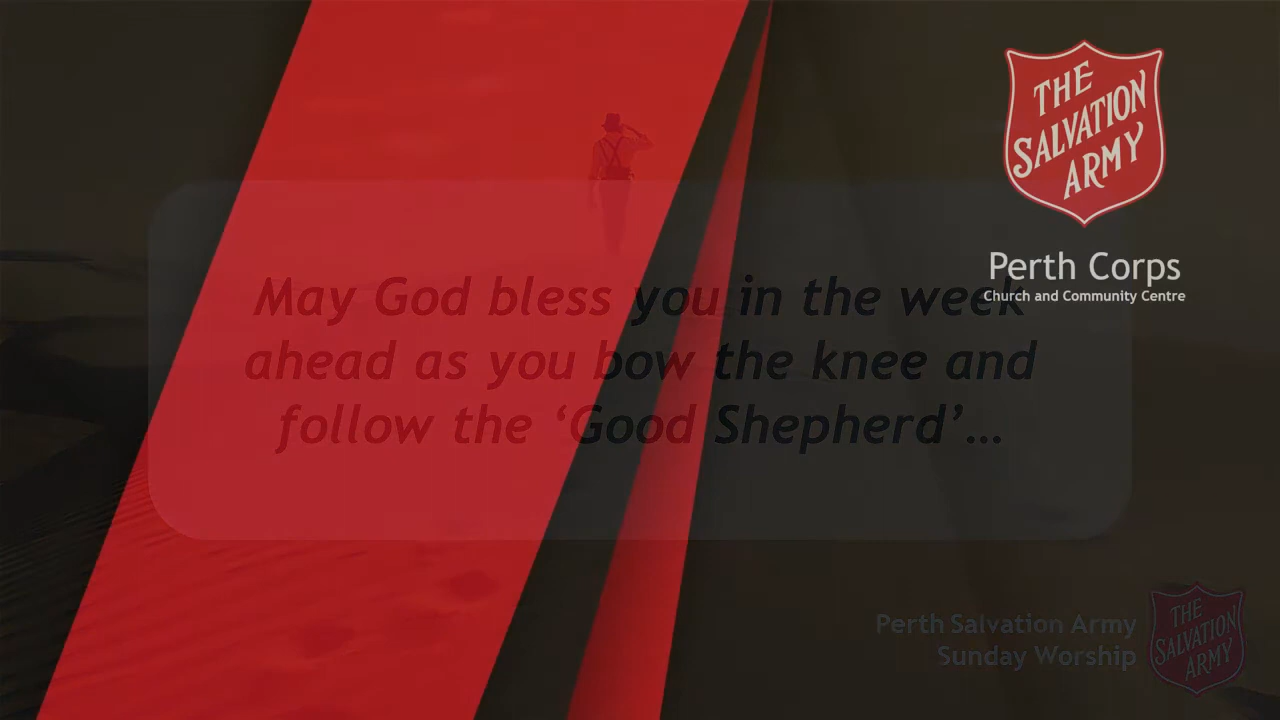 THE
SALVATION
ARMY
Perth Corps
Church and Community Centre
May God bless you in the week
ahead as you bow the knee and
follow the ‘Good Shepherd’…
Perth Salvation Army
Sunday Worship
THE
SALVATION
ARMY